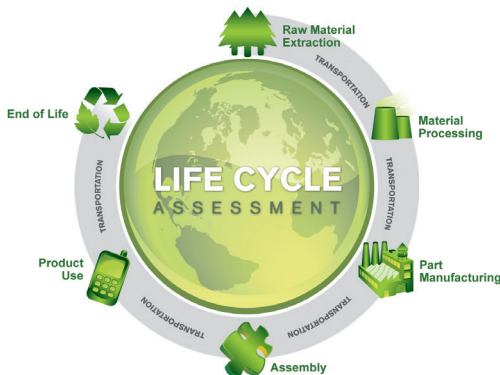 Raw Material
Extraction
TRANSPORTATION
Material
Processing
TRANSPORTATION
Part
Manufacturing
TRANSPORTATION
Assembly
TRANSPORTATION
Product
Use
TRANSPORTATION
End of Life
LIFE CYCLE
ASSESSMENT